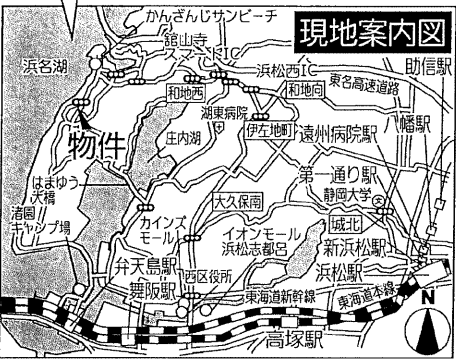 現地案内図
かんざんじサンビーチ
舘山寺
スマートIC
浜名湖
浜松西IC
東名高速道路
助信駅
和地西
和地向
湖東病院
伊左地町
八幡駅
物件
庄内湖
遠州病院駅
第一通り駅
はまゆう
大橋
大久保南
静岡大学
渚園
キャンプ場
カインズ
モール
イオンモール
浜松志都呂
城北
新浜松駅
弁天島駅
西区役所
浜松駅
舞阪駅
東海道新幹線
東海道本線
高塚駅
N